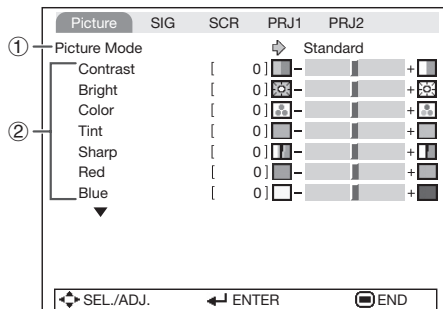 Picture SIG SCR PRJ1 PRJ2
① Picture Mode Standard
② Contrast [ 0 ] − +
Bright [ 0 ] − +
Color [ 0 ] − +
Tint [ 0 ] − +
Sharp [ 0 ] − +
Red [ 0 ] − +
Blue [ 0 ] − +
SEL./ADJ. ENTER END